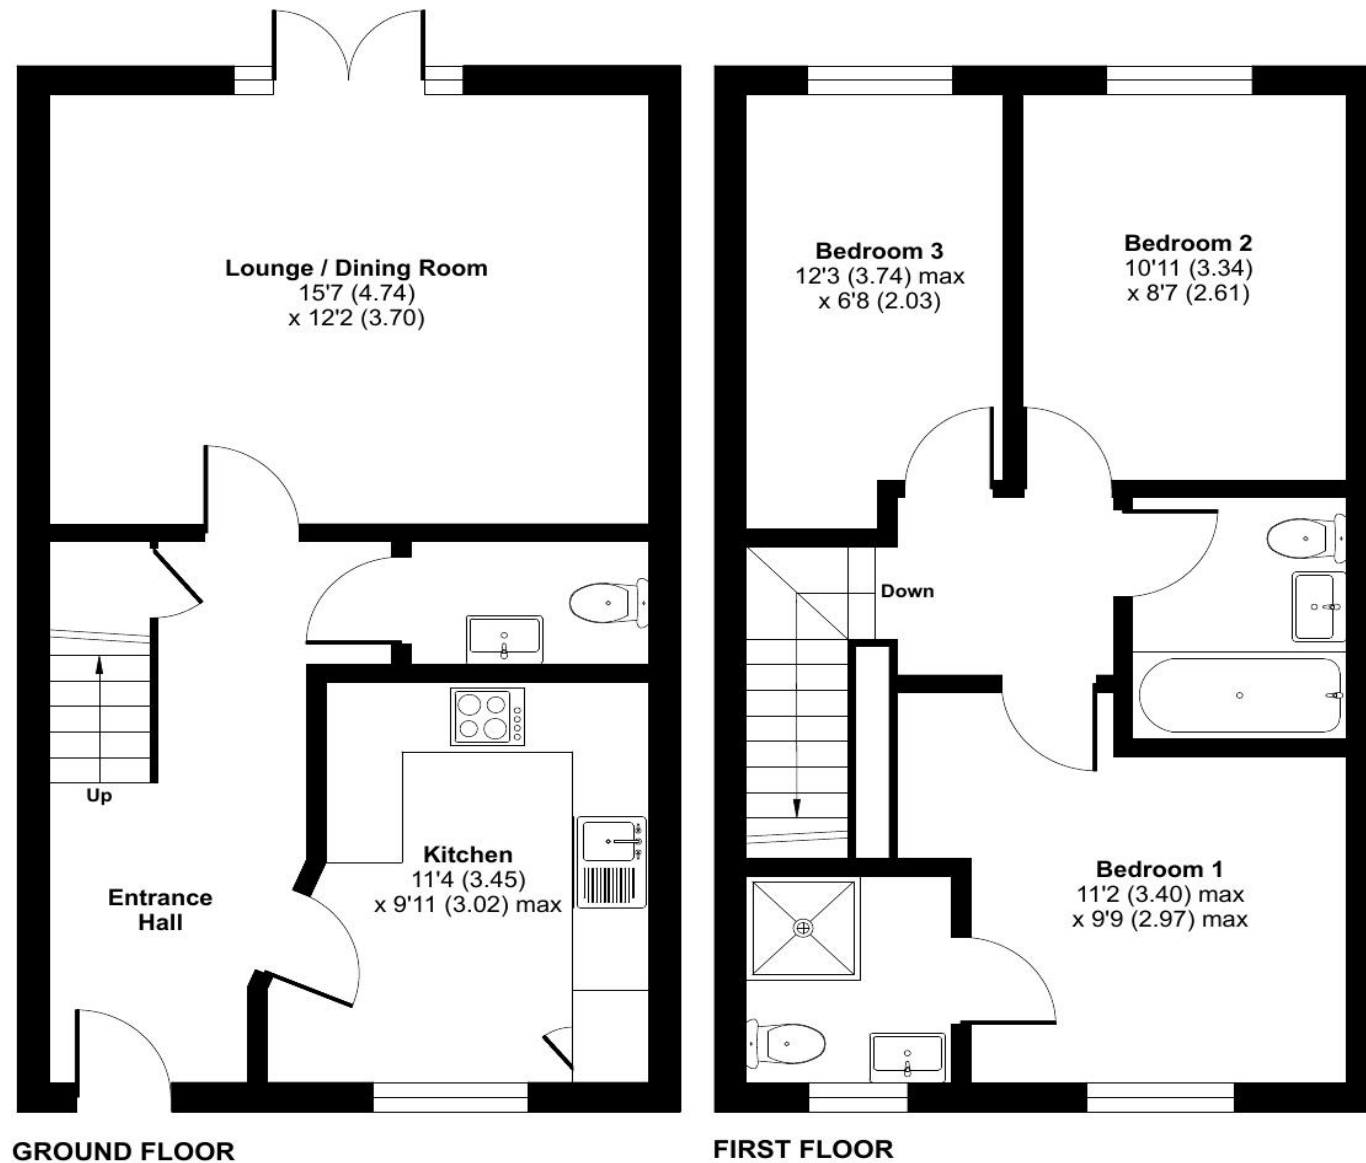 Lounge / Dining Room
15'7 (4.74)
x 12'2 (3.70)
Up
Entrance
Hall
Kitchen
11'4 (3.45)
x 9'11 (3.02) max
GROUND FLOOR
Bedroom 3
12'3 (3.74) max
x 6'8 (2.03)
Bedroom 2
10'11 (3.34)
x 8'7 (2.61)
Down
Bedroom 1
11'2 (3.40) max
x 9'9 (2.97) max
FIRST FLOOR